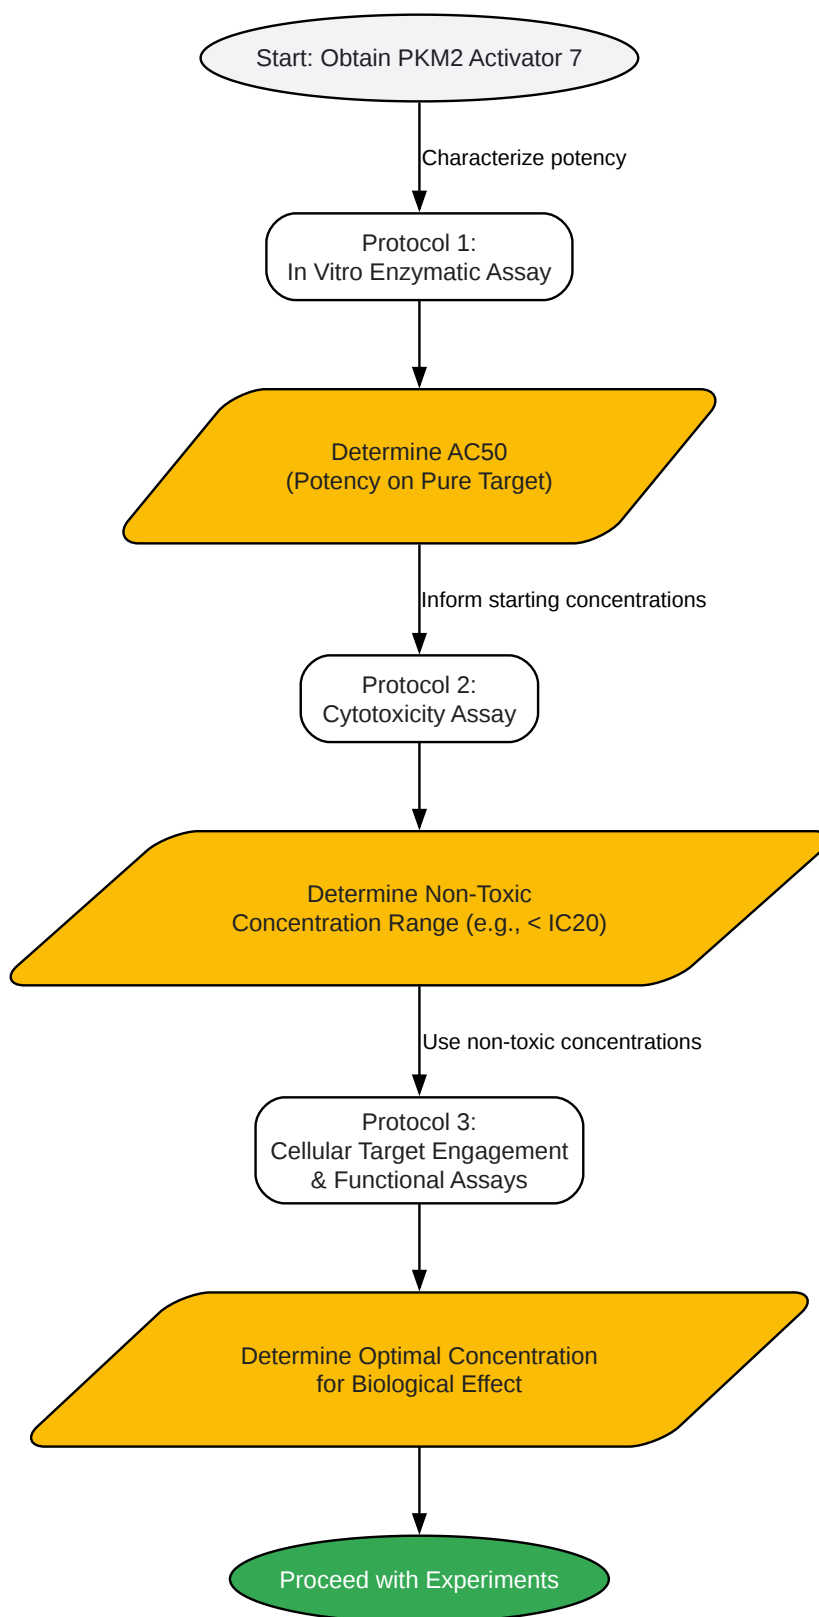 Start: Obtain PKM2 Activator 7
Characterize potency
Protocol 1:
In Vitro Enzymatic Assay
Determine AC50
(Potency on Pure Target)
Inform starting concentrations
Protocol 2:
Cytotoxicity Assay
Determine Non-Toxic
Concentration Range (e.g., < IC20)
Use non-toxic concentrations
Protocol 3:
Cellular Target Engagement
& Functional Assays
Determine Optimal Concentration
for Biological Effect
Proceed with Experiments